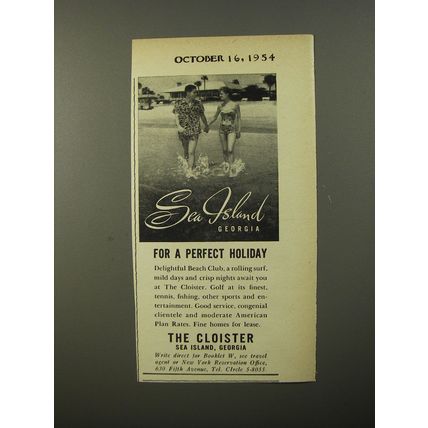 OCTOBER 16, 1954
Sea Island
GEORGIA
FOR A PERFECT HOLIDAY
Delightful Beach Club, a rolling surf,
mild days and crisp nights await you
at The Cloister. Golf at its finest,
tennis, fishing, other sports and en-
tertainment. Good service, congenial
clientele and moderate American
Plan Rates. Fine homes for lease.
THE CLOISTER
SEA ISLAND, GEORGIA
Write direct for Booklet W, see travel
agent or New York Reservation Office,
630 Fifth Avenue, Tel. CIrcle 5-8055